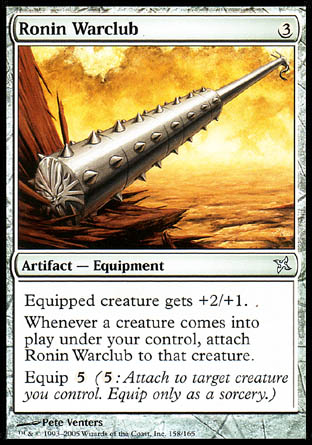 Ronin Warclub 3
Artifact — Equipment
Equipped creature gets +2/+1.
Whenever a creature comes into
play under your control, attach
Ronin Warclub to that creature.
Equip 5 (5: Attach to target creature
you control. Equip only as a sorcery.)
Pete Venters
™ & © 1993–2005 Wizards of the Coast, Inc. 158/165